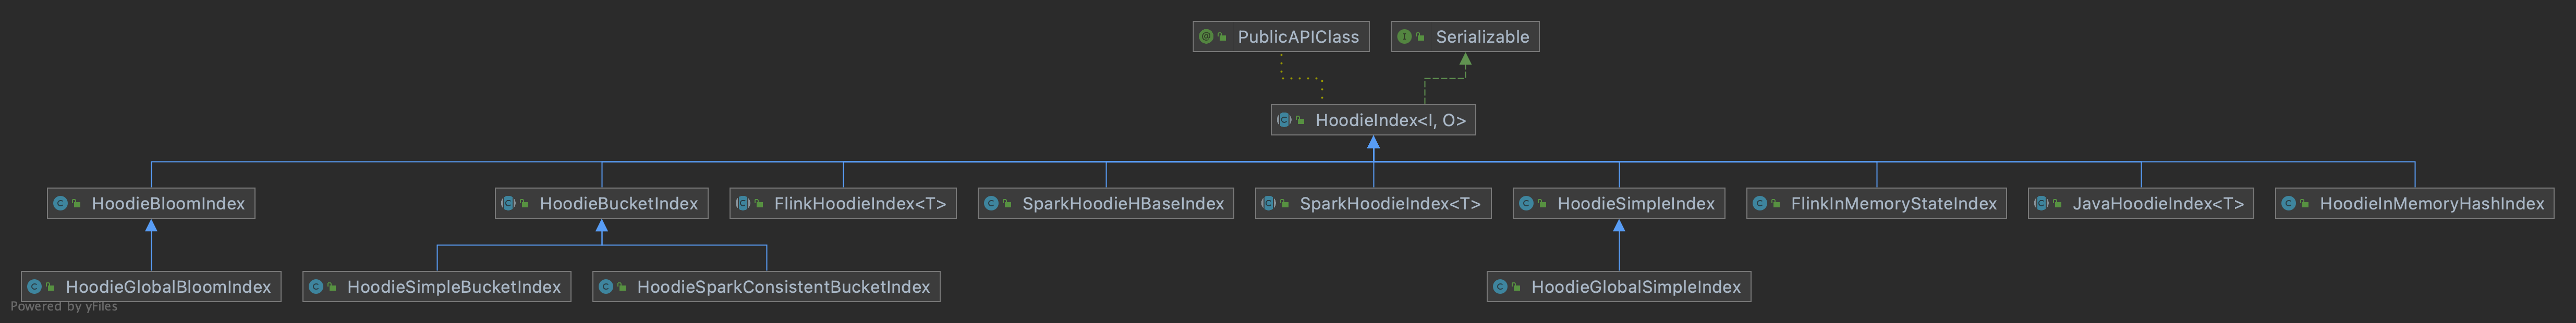 PublicAPIClass
Serializable
HoodieIndex<I, O>
HoodieBloomIndex
HoodieBucketIndex
FlinkHoodieIndex<T>
SparkHoodieHBaseIndex
SparkHoodieIndex<T>
HoodieSimpleIndex
FlinkInMemoryStateIndex
JavaHoodieIndex<T>
HoodieInMemoryHashIndex
HoodieGlobalBloomIndex
HoodieSimpleBucketIndex
HoodieSparkConsistentBucketIndex
HoodieGlobalSimpleIndex
Powered by yFiles